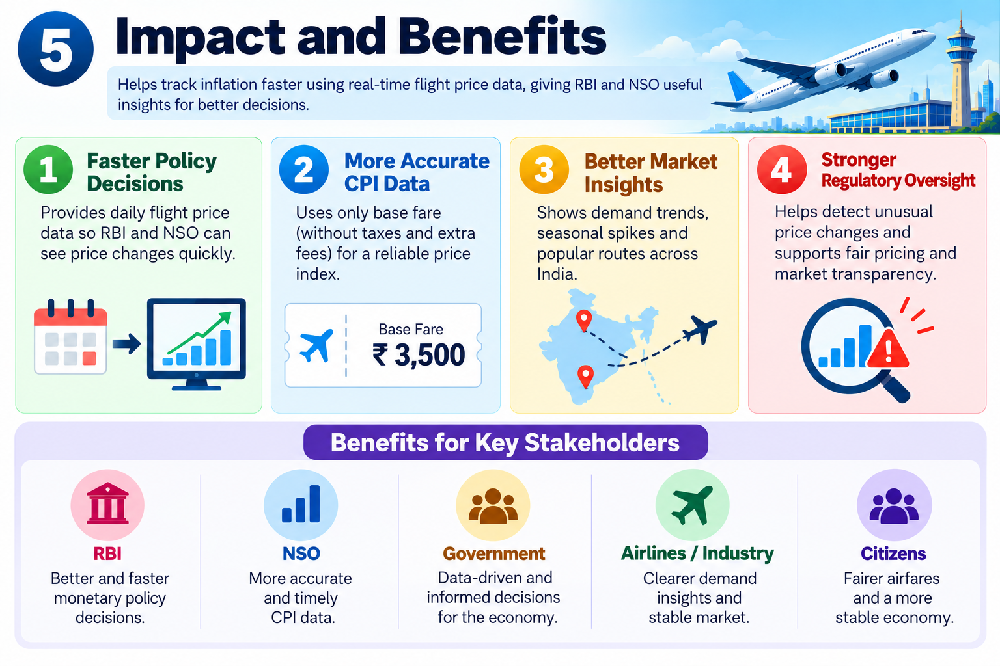 5
Impact and Benefits
Helps track inflation faster using real-time flight price data, giving RBI and NSO useful
insights for better decisions.
1
Faster Policy
Decisions
Provides daily flight price
data so RBI and NSO can
see price changes quickly.
2
More Accurate
CPI Data
Uses only base fare
(without taxes and extra
fees) for a reliable price
index.
Base Fare
₹ 3,500
3
Better Market
Insights
Shows demand trends,
seasonal spikes and
popular routes across
India.
4
Stronger
Regulatory Oversight
Helps detect unusual
price changes and
supports fair pricing and
market transparency.
!
Benefits for Key Stakeholders
RBI
Better and faster
monetary policy
decisions.
NSO
More accurate
and timely
CPI data.
Government
Data-driven and
informed decisions
for the economy.
Airlines / Industry
Clearer demand
insights and
stable market.
Citizens
Fairer airfares
and a more
stable economy.